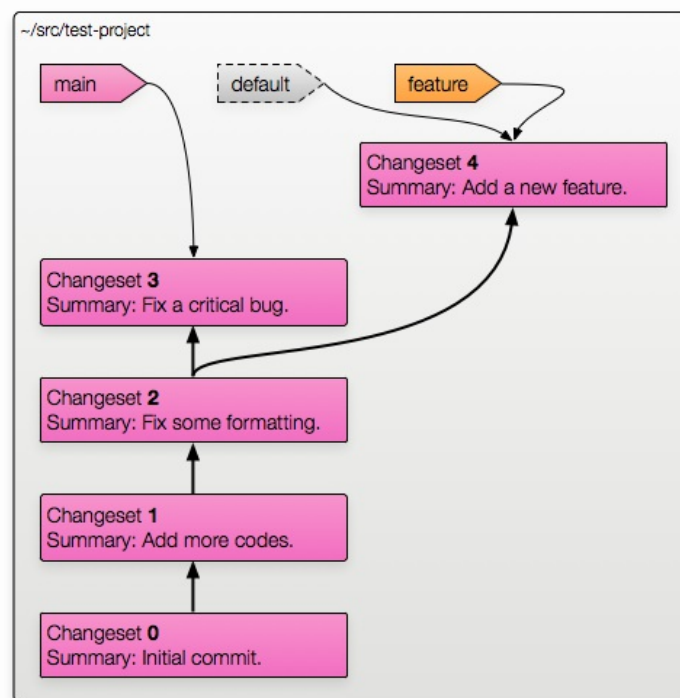 ~/src/test-project
main
default
feature
Changeset 4
Summary: Add a new feature.
Changeset 3
Summary: Fix a critical bug.
Changeset 2
Summary: Fix some formatting.
Changeset 1
Summary: Add more codes.
Changeset 0
Summary: Initial commit.